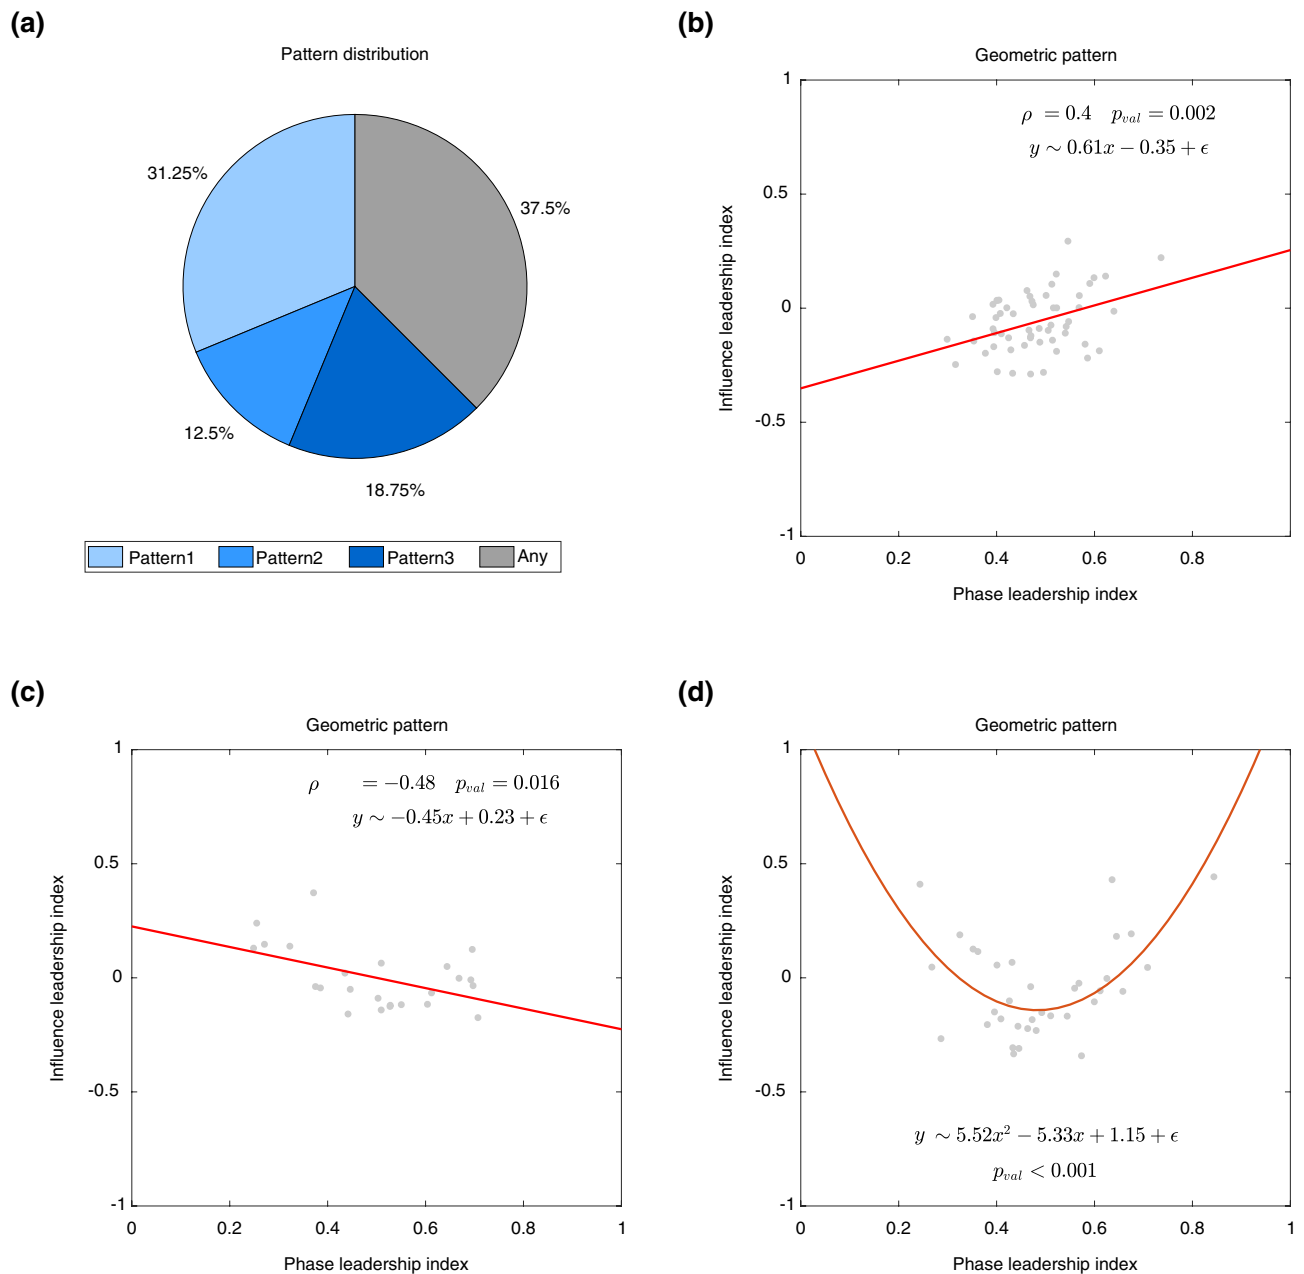 (a)
Pattern distribution
31.25%
37.5%
12.5%
18.75%
Pattern1 Pattern2 Pattern3 Any
(b)
Geometric pattern
ρ = 0.4 p_val = 0.002
y ∼ 0.61x − 0.35 + ϵ
Influence leadership index
1
0.5
0
-0.5
-1
0 0.2 0.4 0.6 0.8
Phase leadership index
(c)
Geometric pattern
ρ = −0.48 p_val = 0.016
y ∼ −0.45x + 0.23 + ϵ
Influence leadership index
1
0.5
0
-0.5
-1
0 0.2 0.4 0.6 0.8 1
Phase leadership index
(d)
Geometric pattern
Influence leadership index
1
0.5
0
-0.5
-1
y ∼ 5.52x² − 5.33x + 1.15 + ϵ
p_val < 0.001
0 0.2 0.4 0.6 0.8 1
Phase leadership index